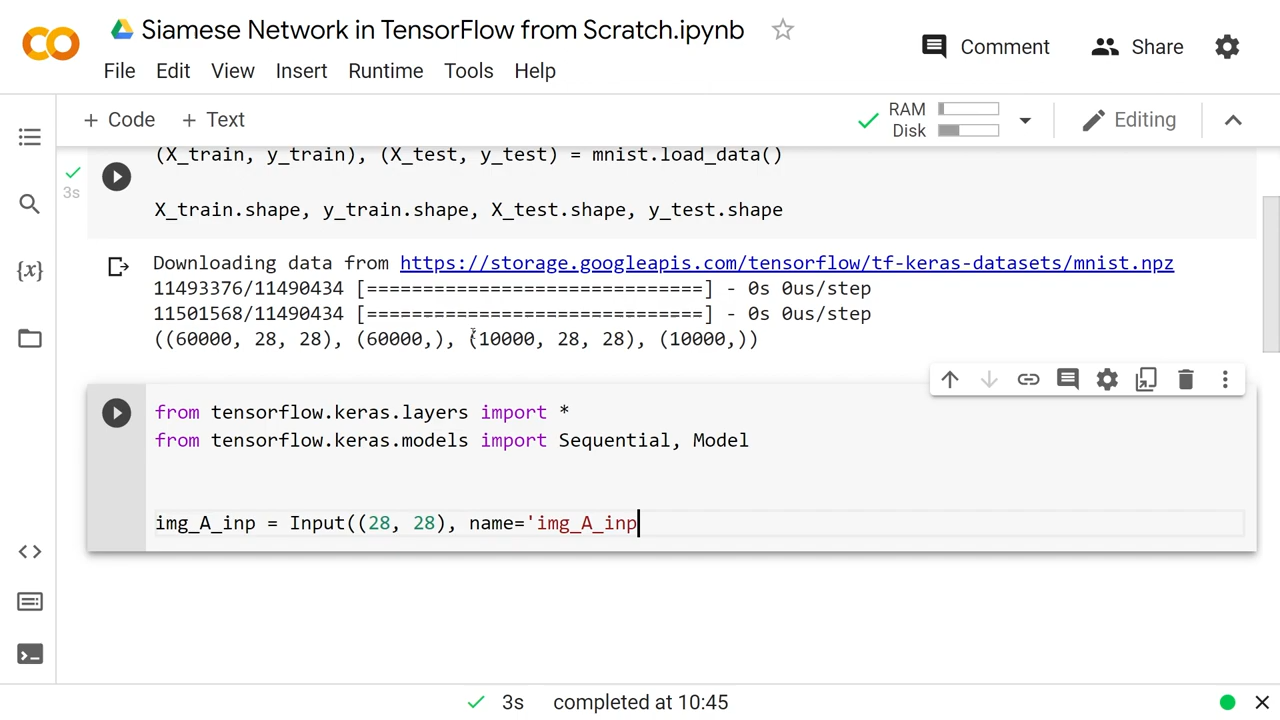 Siamese Network in TensorFlow from Scratch.ipynb
Comment
Share
File Edit View Insert Runtime Tools Help
+ Code + Text
RAM
Disk
Editing
(X_train, y_train), (X_test, y_test) = mnist.load_data()
3s
X_train.shape, y_train.shape, X_test.shape, y_test.shape
Downloading data from https://storage.googleapis.com/tensorflow/tf-keras-datasets/mnist.npz
11493376/11490434 [==============================] - 0s 0us/step
11501568/11490434 [==============================] - 0s 0us/step
((60000, 28, 28), (60000,), (10000, 28, 28), (10000,))
from tensorflow.keras.layers import *
from tensorflow.keras.models import Sequential, Model
img_A_inp = Input((28, 28), name='img_A_inp
{x}
3s completed at 10:45